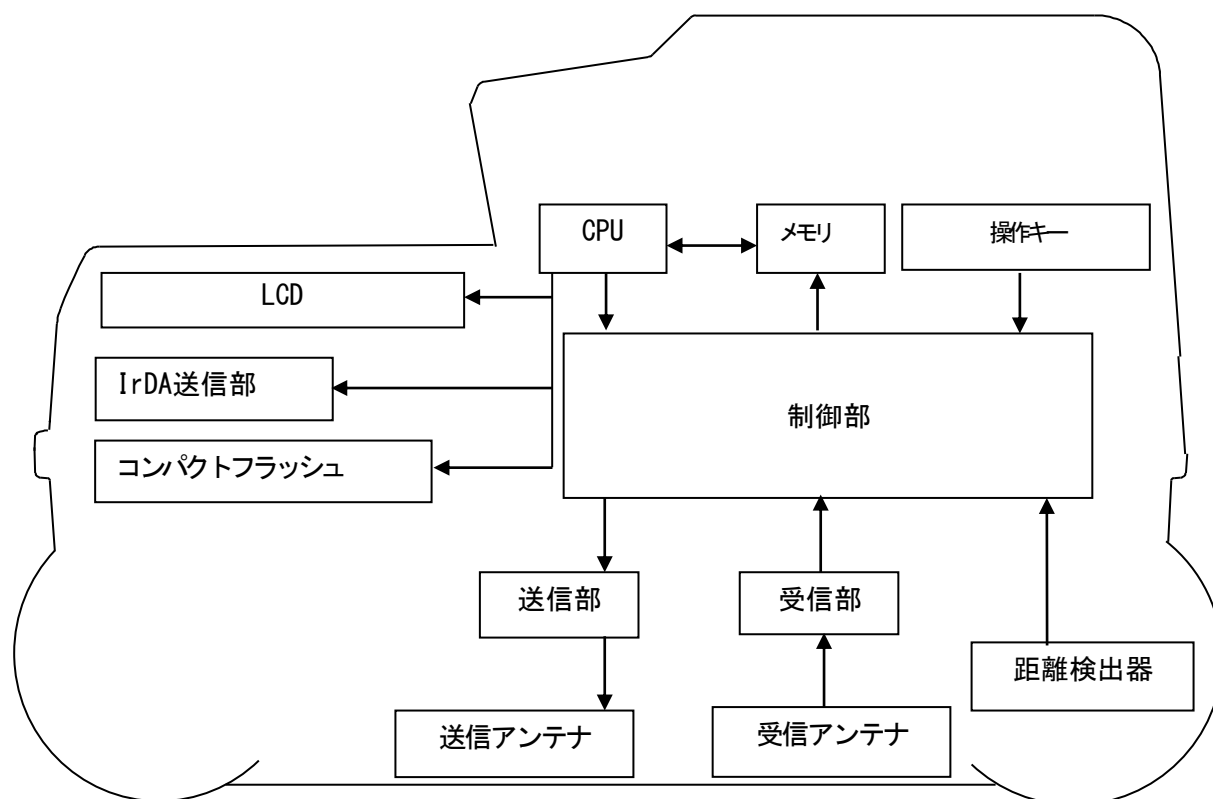 CPU
メモリ
操作キー
LCD
IrDA送信部
制御部
コンパクトフラッシュ
送信部
受信部
距離検出器
送信アンテナ
受信アンテナ